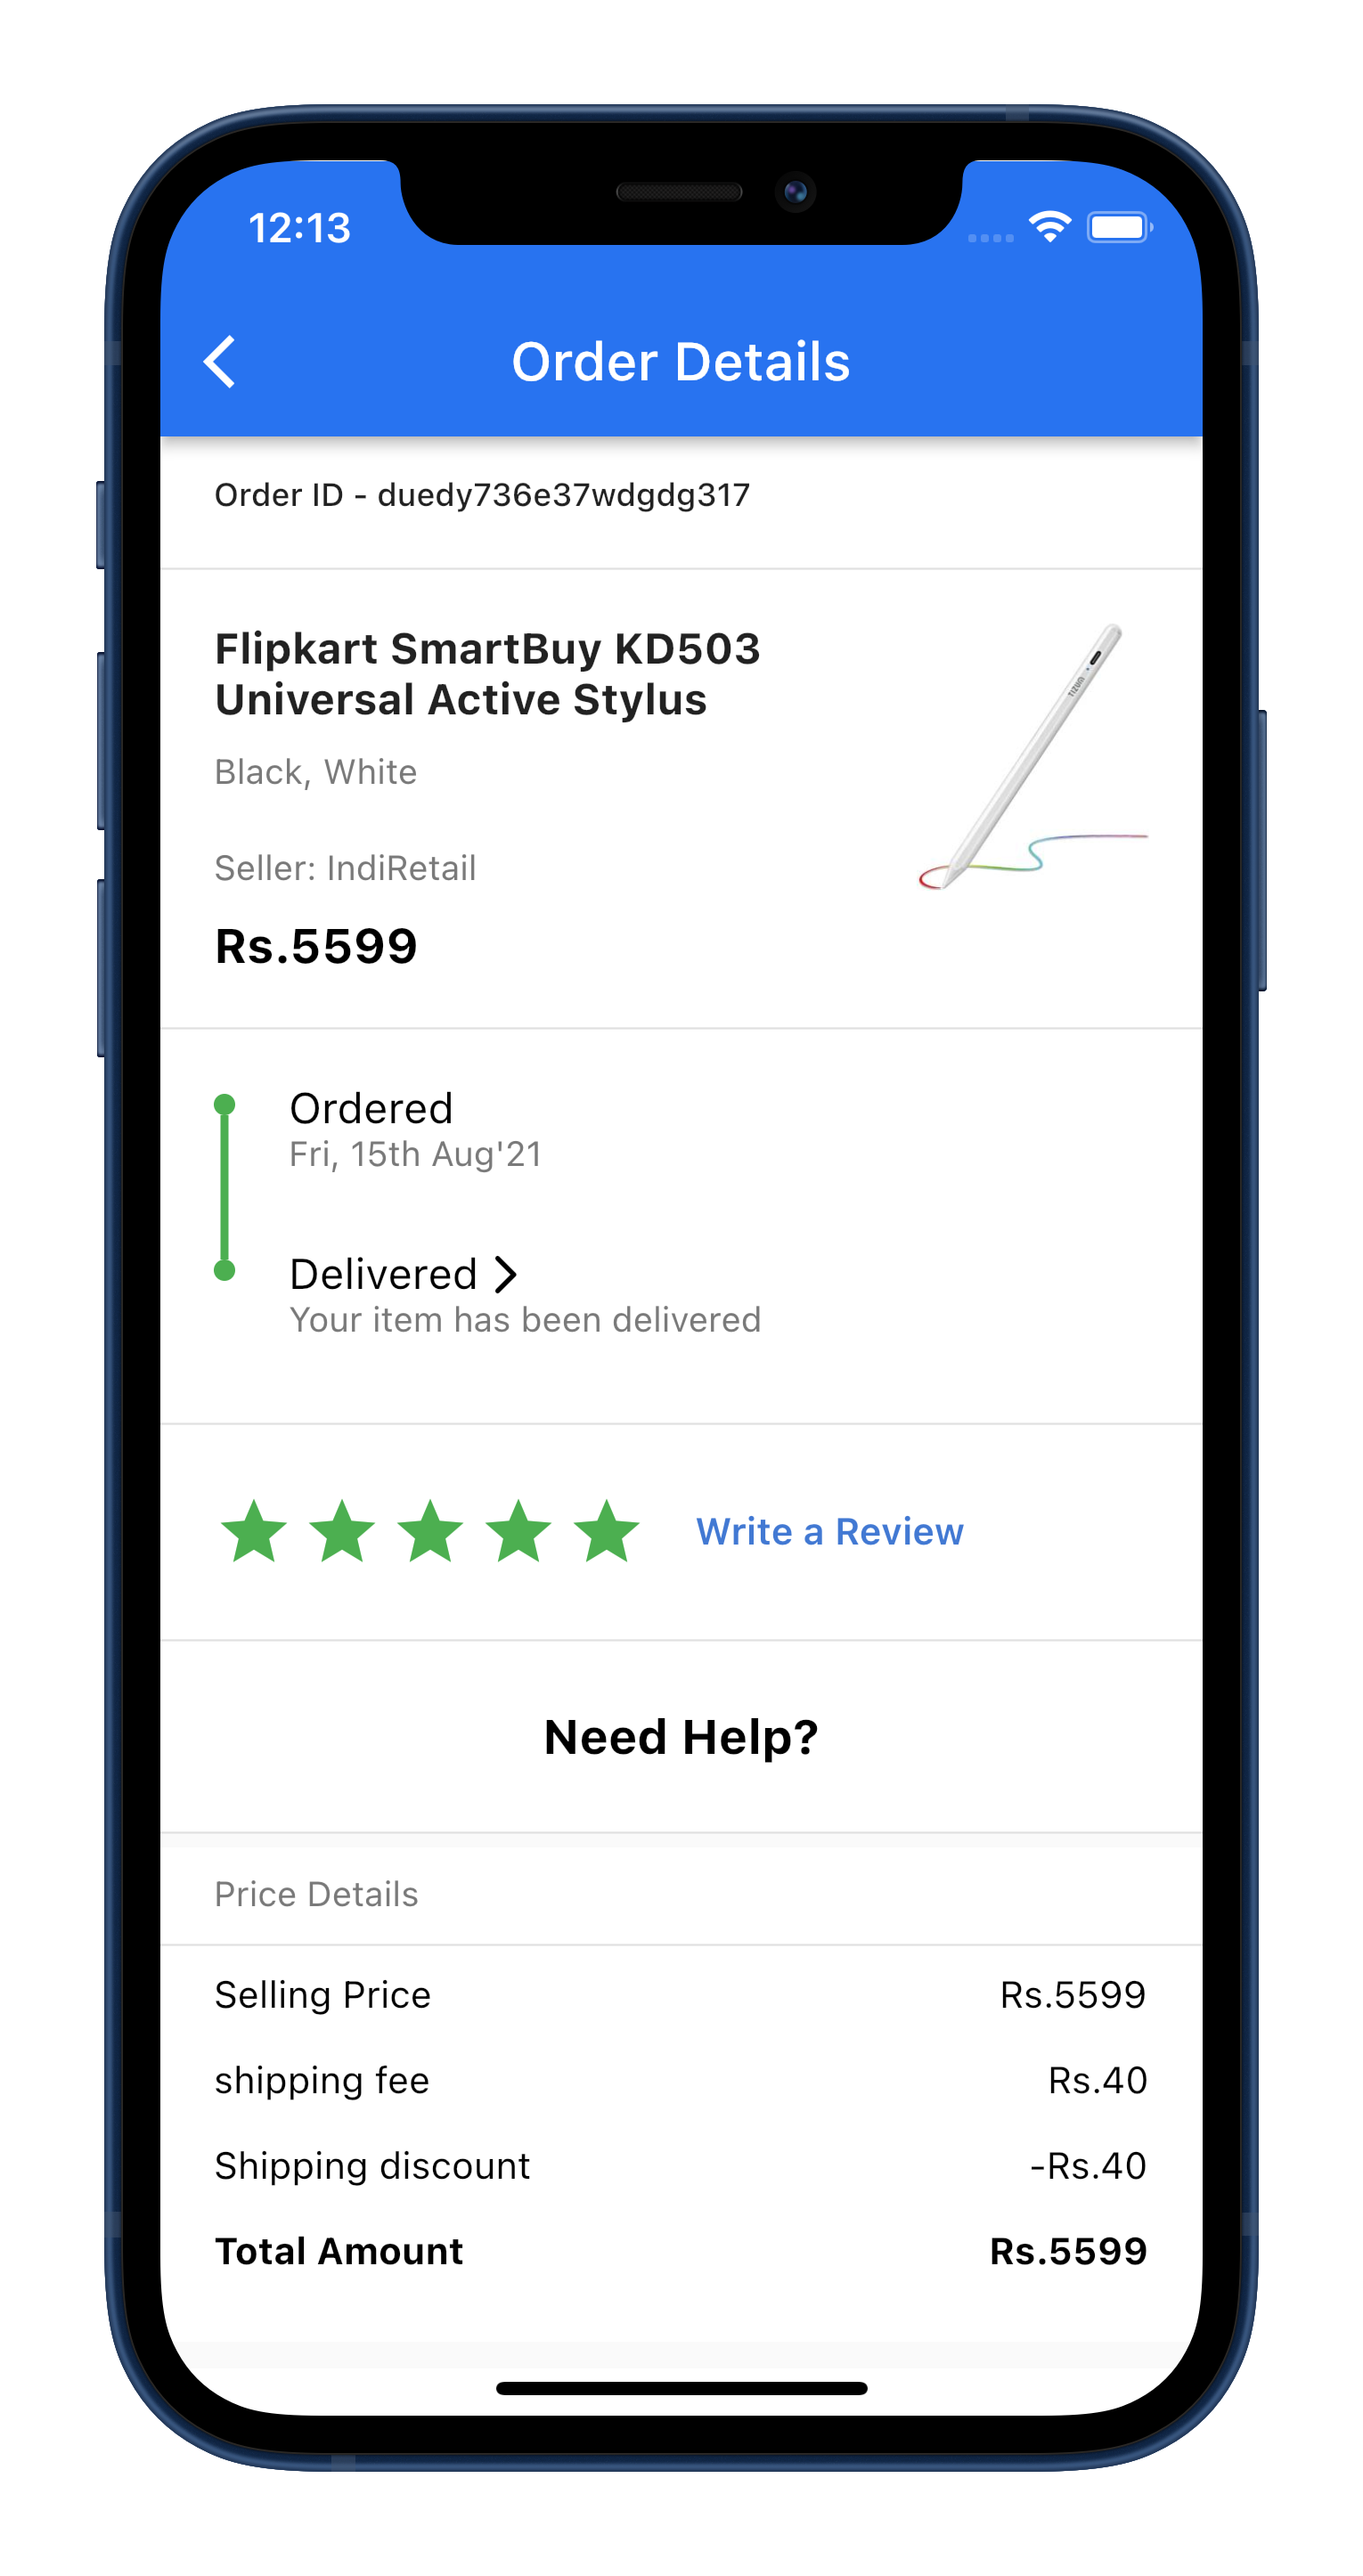 12:13
Order Details
Order ID - duedy736e37wdgdg317
Flipkart SmartBuy KD503
Universal Active Stylus
Black, White
Seller: IndiRetail
Rs.5599
TIZUM
Ordered
Fri, 15th Aug'21
Delivered
Your item has been delivered
Write a Review
Need Help?
Price Details
Selling Price Rs.5599
shipping fee Rs.40
Shipping discount -Rs.40
Total Amount Rs.5599